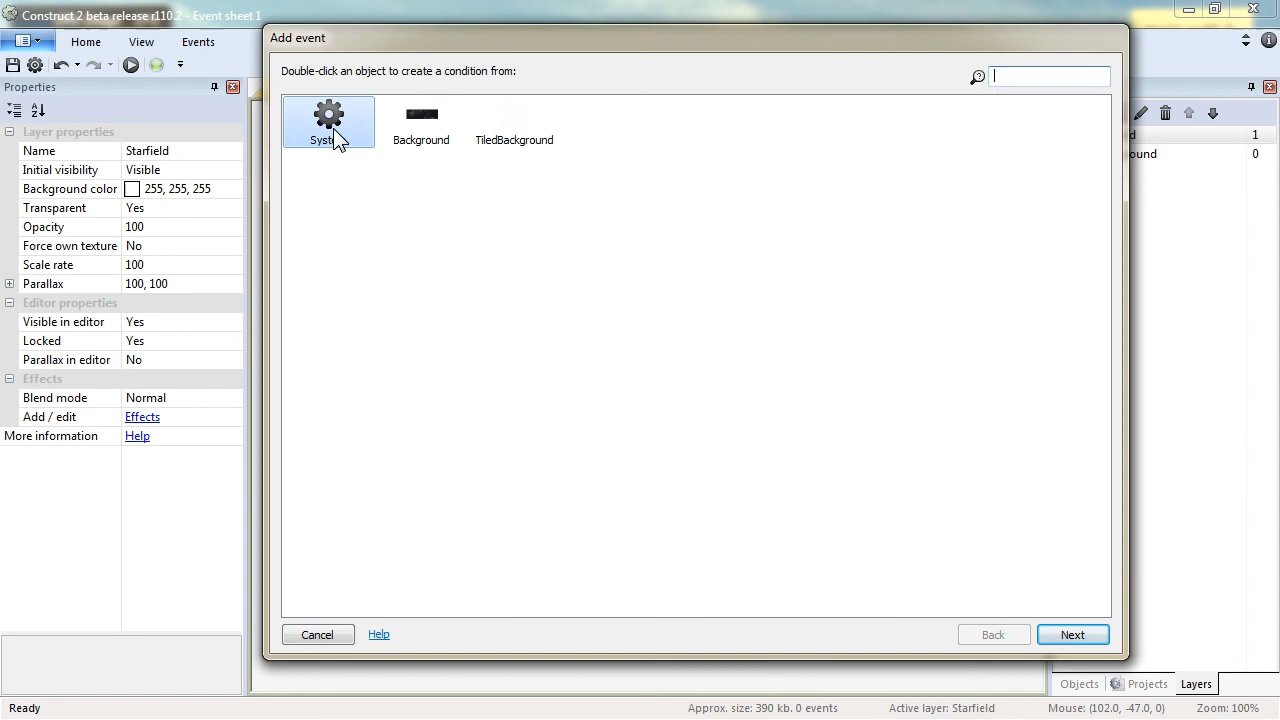 Construct 2 beta release r110.2 - Event sheet 1
Home View Events
Properties
Layer properties
Name Starfield
Initial visibility Visible
Background color 255, 255, 255
Transparent Yes
Opacity 100
Force own texture No
Scale rate 100
Parallax 100, 100
Editor properties
Visible in editor Yes
Locked Yes
Parallax in editor No
Effects
Blend mode Normal
Add / edit Effects
More information Help
Add event
Double-click an object to create a condition from:
Background TiledBackground
Cancel Help Back Next
1
0
Objects Projects Layers
Ready Approx. size: 390 kb. 0 events Active layer: Starfield Mouse: (102.0, -47.0, 0) Zoom: 100%